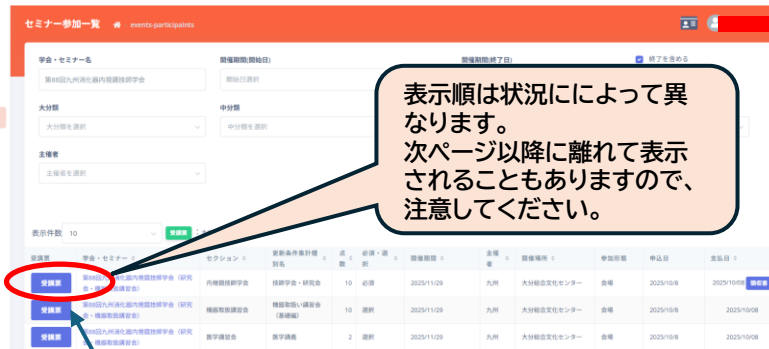 セミナー参加一覧 events-participants
学会・セミナー名 開催期間(開始日) 開催期間(終了日) 終了を含める
第88回九州消化器内視鏡技師学会 開始日選択
大分類 中分類
大分類を選択 中分類を選択
主催者
主催者を選択
表示順は状況にによって異
なります。
次ページ以降に離れて表示
されることもありますので、
注意してください。
表示件数 10 受講票
受講票 学会・セミナー セクション 更新条件集計種別名 点数 必須・選択 開催期間 主催者 開催場所 参加形態 申込日 支払日
受講票 第88回九州消化器内視鏡技師学会（研究会・機器取扱講習会） 内視鏡技師学会 技師学会・研究会 10 必須 2025/11/29 九州 大分総合文化センター 会場 2025/10/8 2025/10/08 領収書
受講票 第88回九州消化器内視鏡技師学会（研究会・機器取扱講習会） 機器取扱講習会 機器取扱い講習会（基礎編） 10 選択 2025/11/29 九州 大分総合文化センター 会場 2025/10/8 2025/10/08
受講票 第88回九州消化器内視鏡技師学会（研究会・機器取扱講習会） 医学講習会 医学講義 2 選択 2025/11/29 九州 大分総合文化センター 会場 2025/10/8 2025/10/08